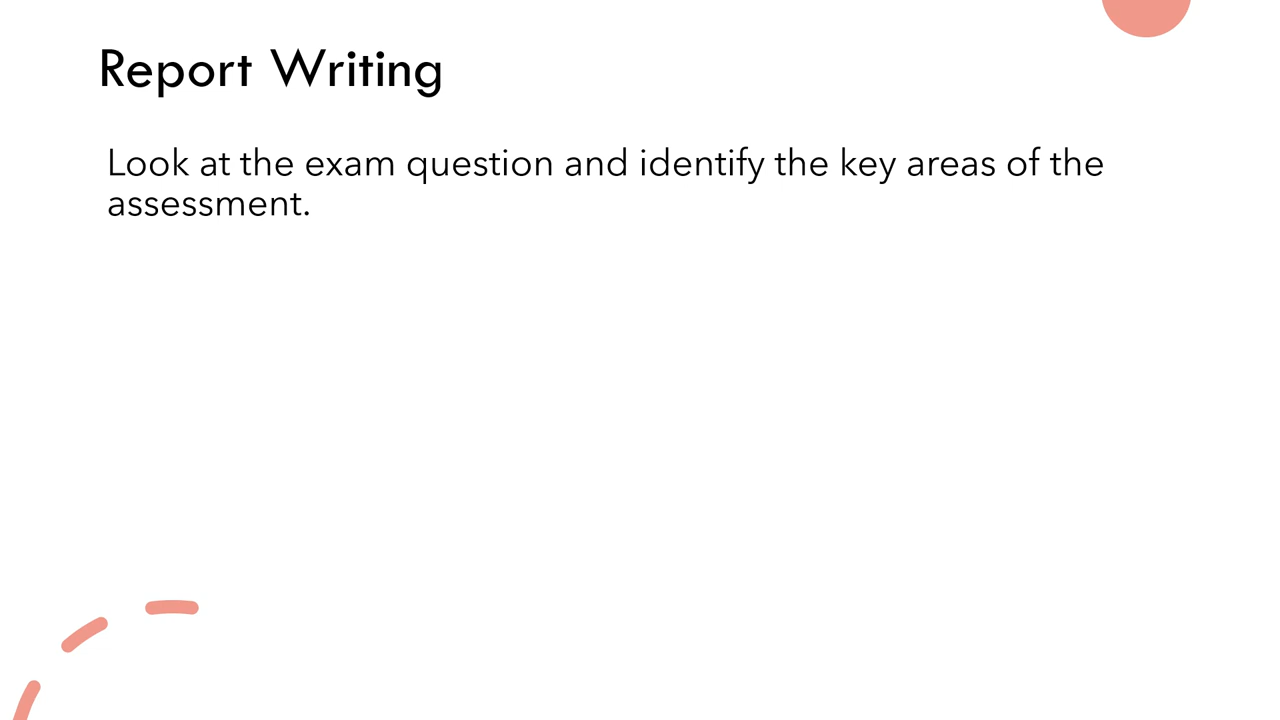 Report Writing
Look at the exam question and identify the key areas of the
assessment.